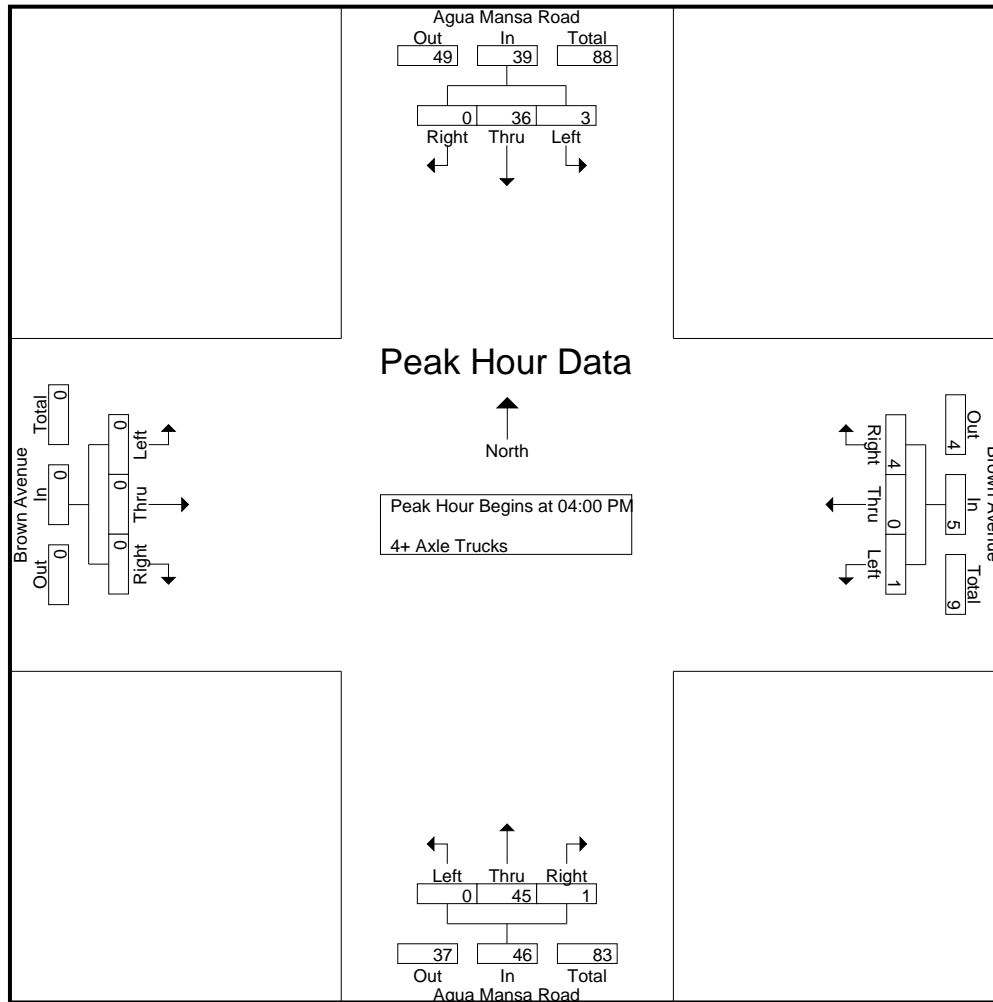 Agua Mansa Road
Out In Total
49 39 88
0 36 3
Right Thru Left
Peak Hour Data
North
Peak Hour Begins at 04:00 PM
4+ Axle Trucks
Brown Avenue
Total In Out
0 0 0
0 0 0
Left Thru Right
Brown Avenue
Out In Total
4 5 9
4 0 1
Right Thru Left
Left Thru Right
0 45 1
37 46 83
Out In Total
Agua Mansa Road